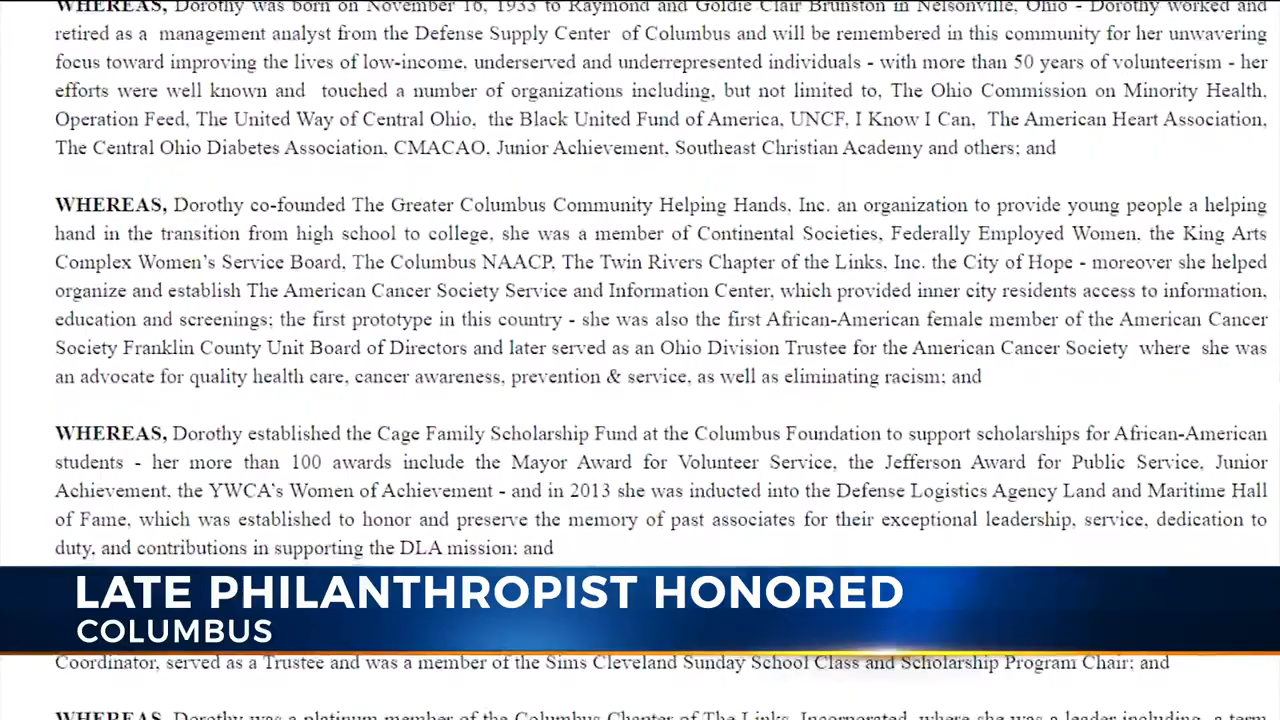 WHEREAS, Dorothy was born on November 16, 1933 to Raymond and Goldie Clair Brunston in Nelsonville, Ohio - Dorothy worked and
retired as a management analyst from the Defense Supply Center of Columbus and will be remembered in this community for her unwavering
focus toward improving the lives of low-income, underserved and underrepresented individuals - with more than 50 years of volunteerism - her
efforts were well known and touched a number of organizations including, but not limited to, The Ohio Commission on Minority Health,
Operation Feed, The United Way of Central Ohio, the Black United Fund of America, UNCF, I Know I Can, The American Heart Association,
The Central Ohio Diabetes Association, CMACAO, Junior Achievement, Southeast Christian Academy and others; and
WHEREAS, Dorothy co-founded The Greater Columbus Community Helping Hands, Inc. an organization to provide young people a helping
hand in the transition from high school to college, she was a member of Continental Societies, Federally Employed Women, the King Arts
Complex Women's Service Board, The Columbus NAACP, The Twin Rivers Chapter of the Links, Inc. the City of Hope - moreover she helped
organize and establish The American Cancer Society Service and Information Center, which provided inner city residents access to information,
education and screenings; the first prototype in this country - she was also the first African-American female member of the American Cancer
Society Franklin County Unit Board of Directors and later served as an Ohio Division Trustee for the American Cancer Society where she was
an advocate for quality health care, cancer awareness, prevention & service, as well as eliminating racism; and
WHEREAS, Dorothy established the Cage Family Scholarship Fund at the Columbus Foundation to support scholarships for African-American
students - her more than 100 awards include the Mayor Award for Volunteer Service, the Jefferson Award for Public Service, Junior
Achievement, the YWCA's Women of Achievement - and in 2013 she was inducted into the Defense Logistics Agency Land and Maritime Hall
of Fame, which was established to honor and preserve the memory of past associates for their exceptional leadership, service, dedication to
duty, and contributions in supporting the DLA mission; and
LATE PHILANTHROPIST HONORED
COLUMBUS
Coordinator, served as a Trustee and was a member of the Sims Cleveland Sunday School Class and Scholarship Program Chair; and
WHEREAS, Dorothy was a platinum member of the Columbus Chapter of The Links, Incorporated, where she was a leader including, a term